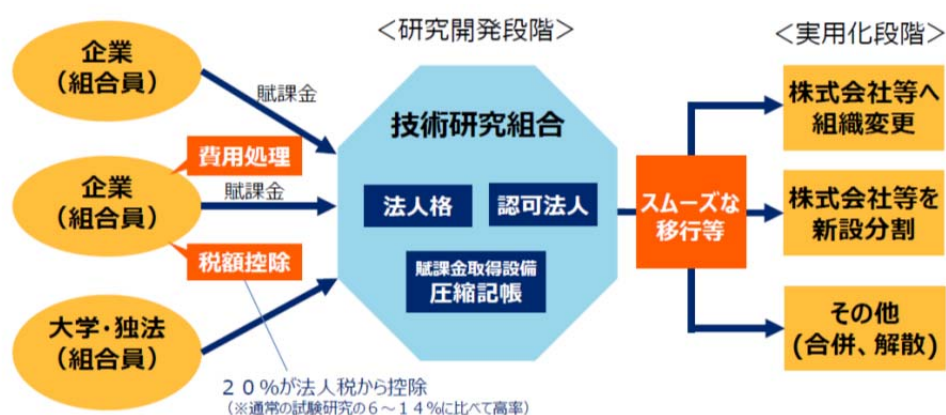 ＜研究開発段階＞
＜実用化段階＞
企業
（組合員）
賦課金
費用処理
企業
（組合員）
賦課金
税額控除
大学・独法
（組合員）
２０％が法人税から控除
（※通常の試験研究の６～１４％に比べて高率）
技術研究組合
法人格
認可法人
賦課金取得設備
圧縮記帳
スムーズな
移行等
株式会社等へ
組織変更
株式会社等を
新設分割
その他
(合併、解散)